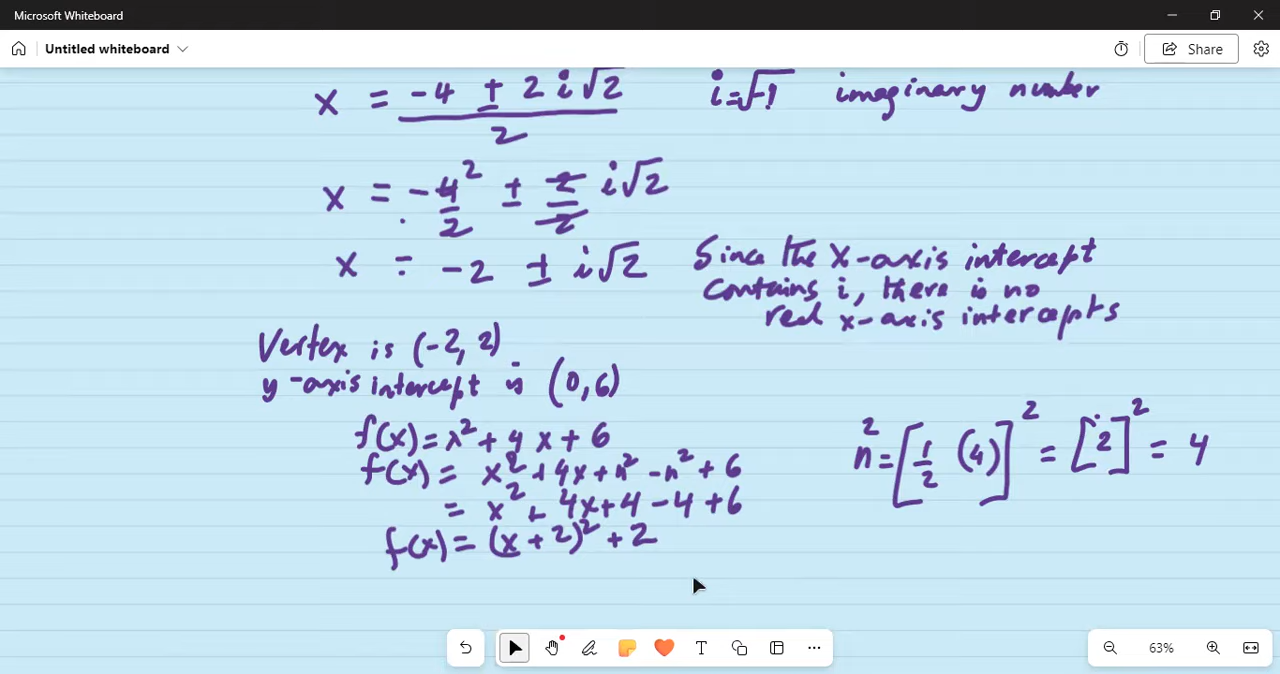 Microsoft Whiteboard
Untitled whiteboard
Share
x = (-4 ± 2i√2)/2
i = √-1 imaginary number
x = -4/2 2 ± 2/2 i√2
x = -2 ± i√2
Since the X-axis intercept
contains i, there is no
real x-axis intercepts
Vertex is (-2, 2)
y-axis intercept is (0, 6)
f(x) = x² + 4x + 6
f(x) = x² + 4x + n² - n² + 6
= x² + 4x + 4 - 4 + 6
f(x) = (x + 2)² + 2
n² = [1/2 (4)]² = [2]² = 4
63%